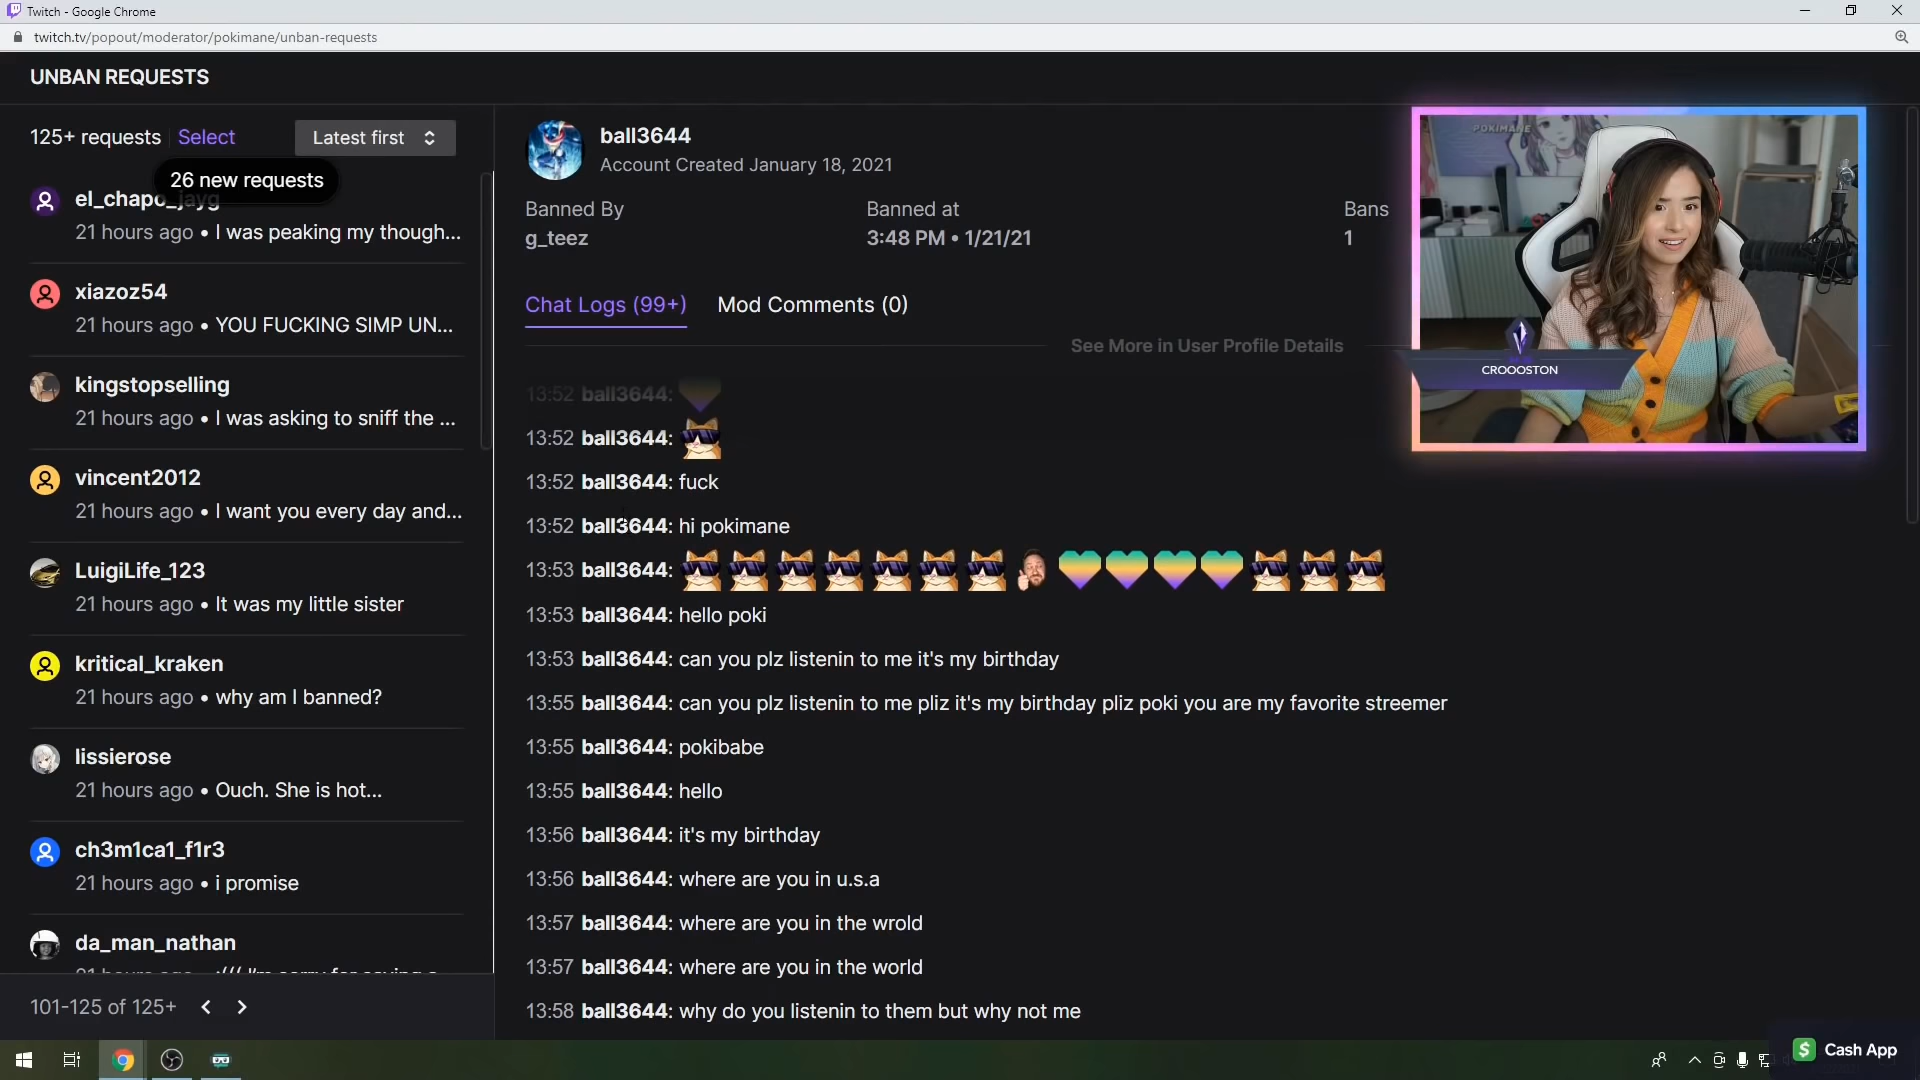 Twitch - Google Chrome
twitch.tv/popout/moderator/pokimane/unban-requests
UNBAN REQUESTS
125+ requests Select Latest first
26 new requests
el_chapo_jayg
21 hours ago • I was peaking my though...
xiazoz54
21 hours ago • YOU FUCKING SIMP UN...
kingstopselling
21 hours ago • I was asking to sniff the ...
vincent2012
21 hours ago • I want you every day and...
LuigiLife_123
21 hours ago • It was my little sister
kritical_kraken
21 hours ago • why am I banned?
lissierose
21 hours ago • Ouch. She is hot...
ch3m1ca1_f1r3
21 hours ago • i promise
da_man_nathan
101-125 of 125+
ball3644
Account Created January 18, 2021
Banned By Banned at Bans
g_teez 3:48 PM • 1/21/21 1
Chat Logs (99+) Mod Comments (0)
See More in User Profile Details
13:52 ball3644:
13:52 ball3644:
13:52 ball3644: fuck
13:52 ball3644: hi pokimane
13:53 ball3644:
13:53 ball3644: hello poki
13:53 ball3644: can you plz listenin to me it's my birthday
13:55 ball3644: can you plz listenin to me pliz it's my birthday pliz poki you are my favorite streemer
13:55 ball3644: pokibabe
13:55 ball3644: hello
13:56 ball3644: it's my birthday
13:56 ball3644: where are you in u.s.a
13:57 ball3644: where are you in the wrold
13:57 ball3644: where are you in the world
13:58 ball3644: why do you listenin to them but why not me
POKIMANE
CROOOSTON
Cash App